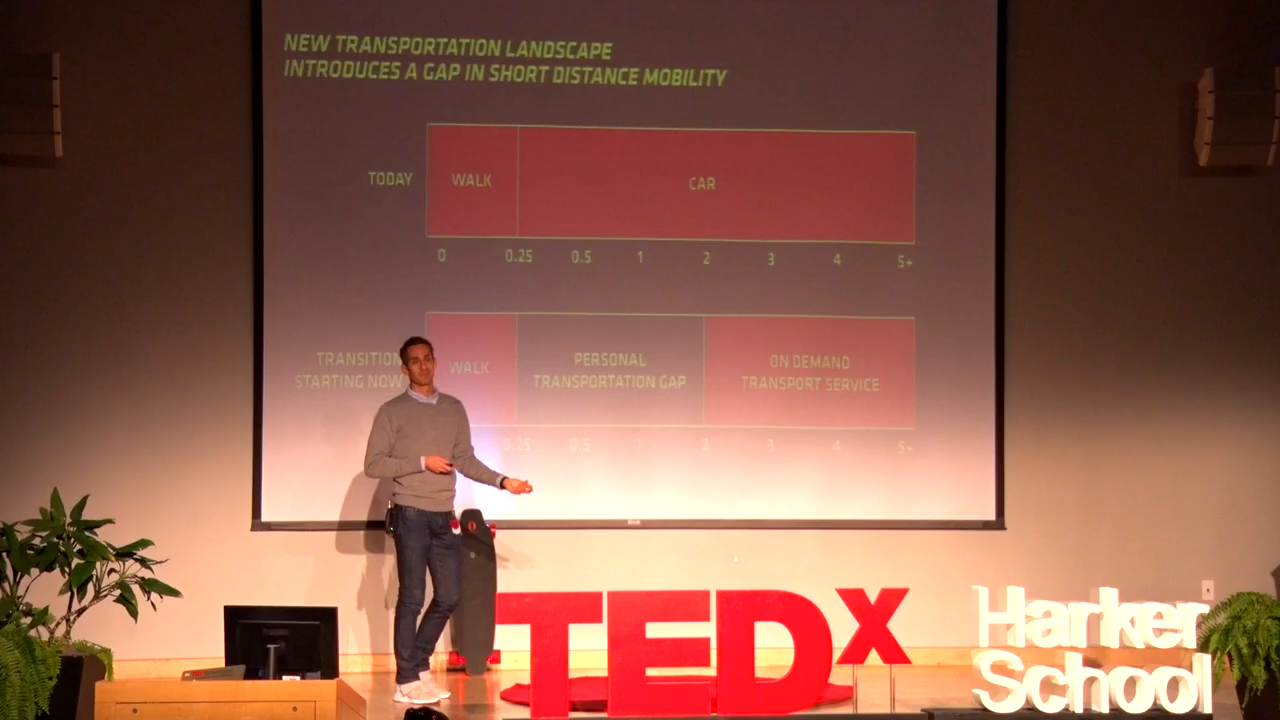 NEW TRANSPORTATION LANDSCAPE
INTRODUCES A GAP IN SHORT DISTANCE MOBILITY
TODAY WALK CAR
0 0.25 0.5 1 2 3 4 5+
TRANSITION
STARTING NOW
WALK
PERSONAL
TRANSPORTATION GAP
ON DEMAND
TRANSPORT SERVICE
0.25 0.5 1 2 3 4 5+
TEDx
Harker
School